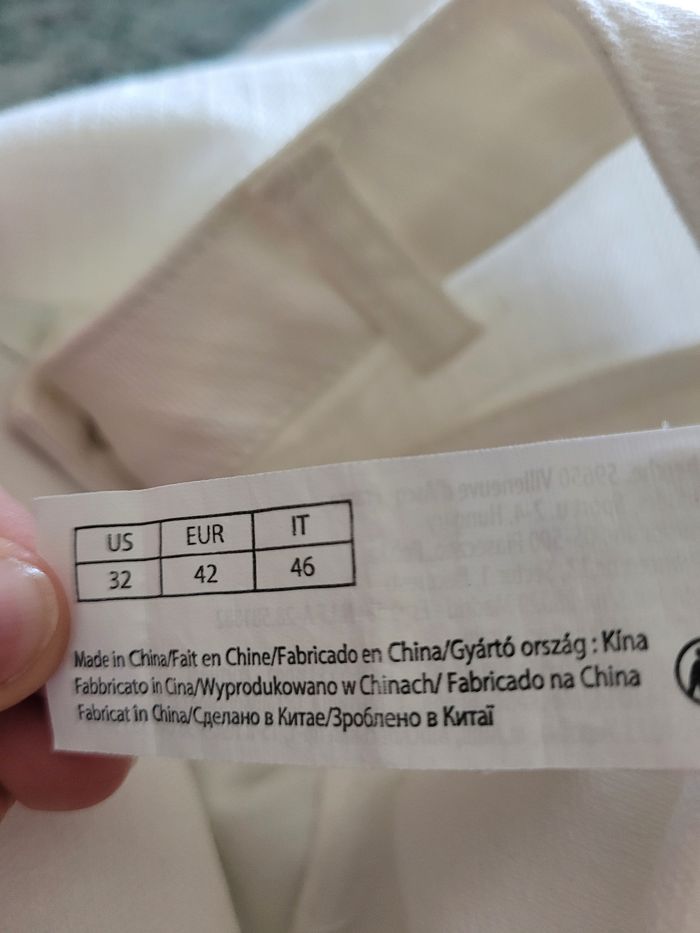 US EUR IT
32 42 46
Made in China/Fait en Chine/Fabricado en China/Gyártó ország : Kína
Fabbricato in Cina/Wyprodukowano w Chinach/ Fabricado na China
Fabricat în China/Сделано в Китае/Зроблено в Китаї